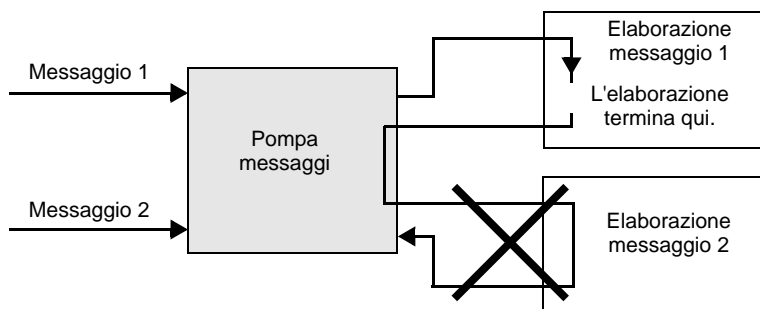 Messaggio 1
Messaggio 2
Pompa
messaggi
Elaborazione
messaggio 1
L'elaborazione
termina qui.
Elaborazione
messaggio 2